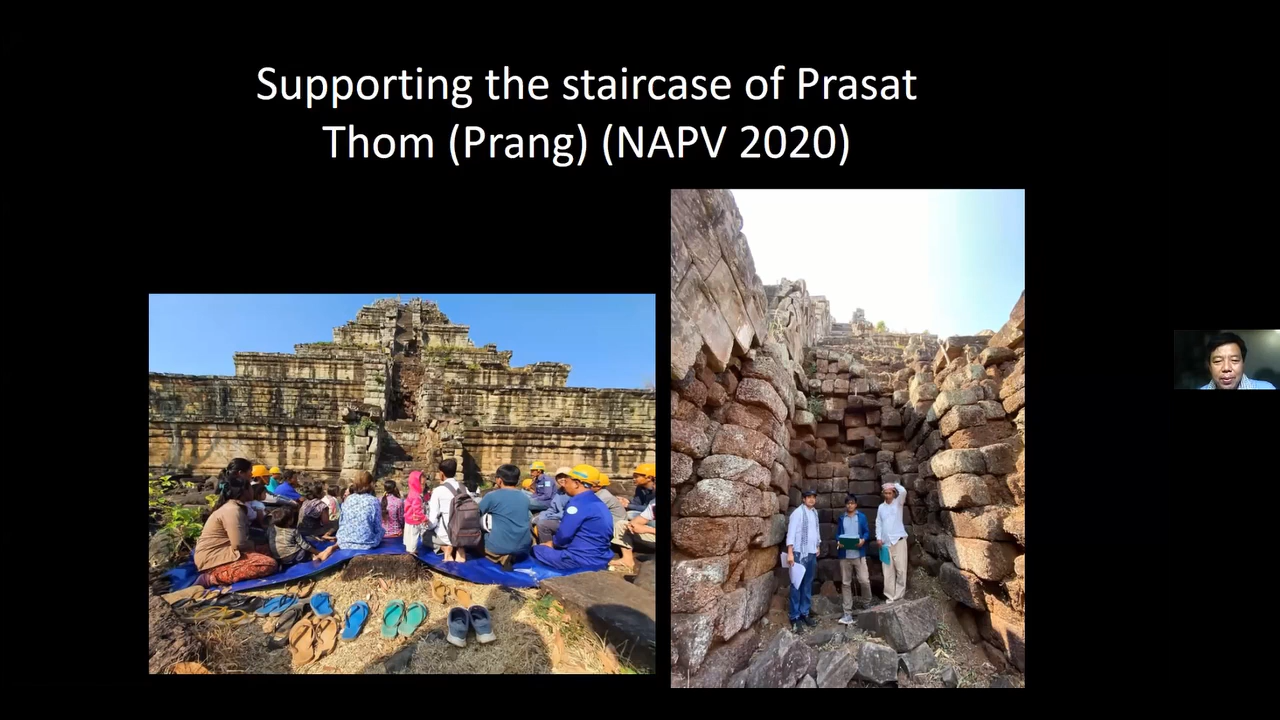 Supporting the staircase of Prasat
Thom (Prang) (NAPV 2020)